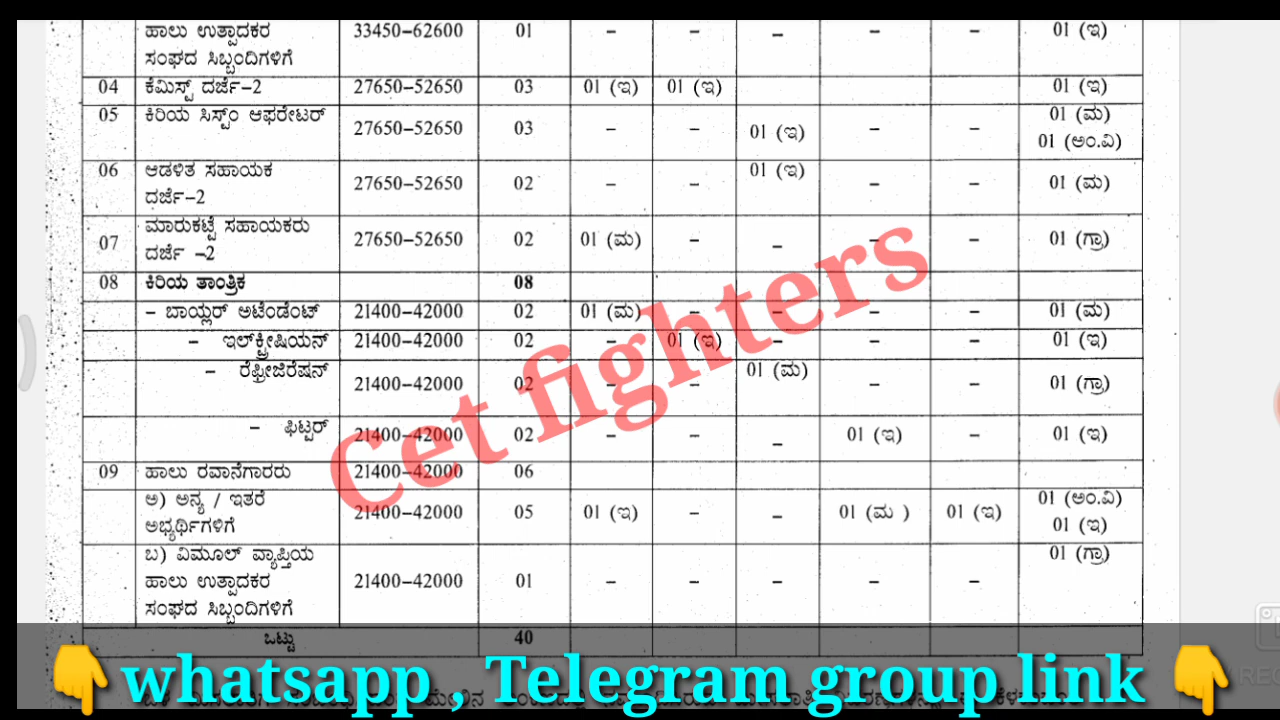 ಹಾಲು ಉತ್ಪಾದಕರ ಸಂಘದ ಸಿಬ್ಬಂದಿಗಳಿಗೆ 33450-62600 01 – – – – – 01 (ಇ)
04 ಕೆಮಿಸ್ಟ್ ದರ್ಜೆ-2 27650-52650 03 01 (ಇ) 01 (ಇ) 01 (ಇ)
05 ಕಿರಿಯ ಸಿಸ್ಟ್ಂ ಆಫರೇಟರ್ 27650-52650 03 – – 01 (ಇ) – – 01 (ಮ) 01 (ಅಂ.ವಿ)
06 ಆಡಳಿತ ಸಹಾಯಕ ದರ್ಜೆ-2 27650-52650 02 – – 01 (ಇ) – – 01 (ಮ)
07 ಮಾರುಕಟ್ಟೆ ಸಹಾಯಕರು ದರ್ಜೆ -2 27650-52650 02 01 (ಮ) – – – – 01 (ಗ್ರಾ)
08 ಕಿರಿಯ ತಾಂತ್ರಿಕ 08
– ಬಾಯ್ಲರ್ ಅಟೆಂಡೆಂಟ್ 21400-42000 02 01 (ಮ) – – – – 01 (ಮ)
– ಇಲ್‌ಕ್ಟ್ರೀಷಿಯನ್ 21400-42000 02 – 01 (ಇ) – – – 01 (ಇ)
– ರೆಫ್ರೀಜಿರೆಷನ್ 21400-42000 02 – – 01 (ಮ) – – 01 (ಗ್ರಾ)
– ಫಿಟ್ಟರ್ 21400-42000 02 – – – 01 (ಇ) – 01 (ಇ)
09 ಹಾಲು ರವಾನೆಗಾರರು 21400-42000 06
ಅ) ಅನ್ಯ / ಇತರೆ ಅಭ್ಯರ್ಥಿಗಳಿಗೆ 21400-42000 05 01 (ಇ) – – 01 (ಮ ) 01 (ಇ) 01 (ಅಂ.ವಿ) 01 (ಇ)
ಬ) ವಿಮೂಲ್ ವ್ಯಾಪ್ತಿಯ ಹಾಲು ಉತ್ಪಾದಕರ ಸಂಘದ ಸಿಬ್ಬಂದಿಗಳಿಗೆ 21400-42000 01 – – – – – 01 (ಗ್ರಾ)
ಒಟ್ಟು 40
Cet fighters
whatsapp , Telegram group link